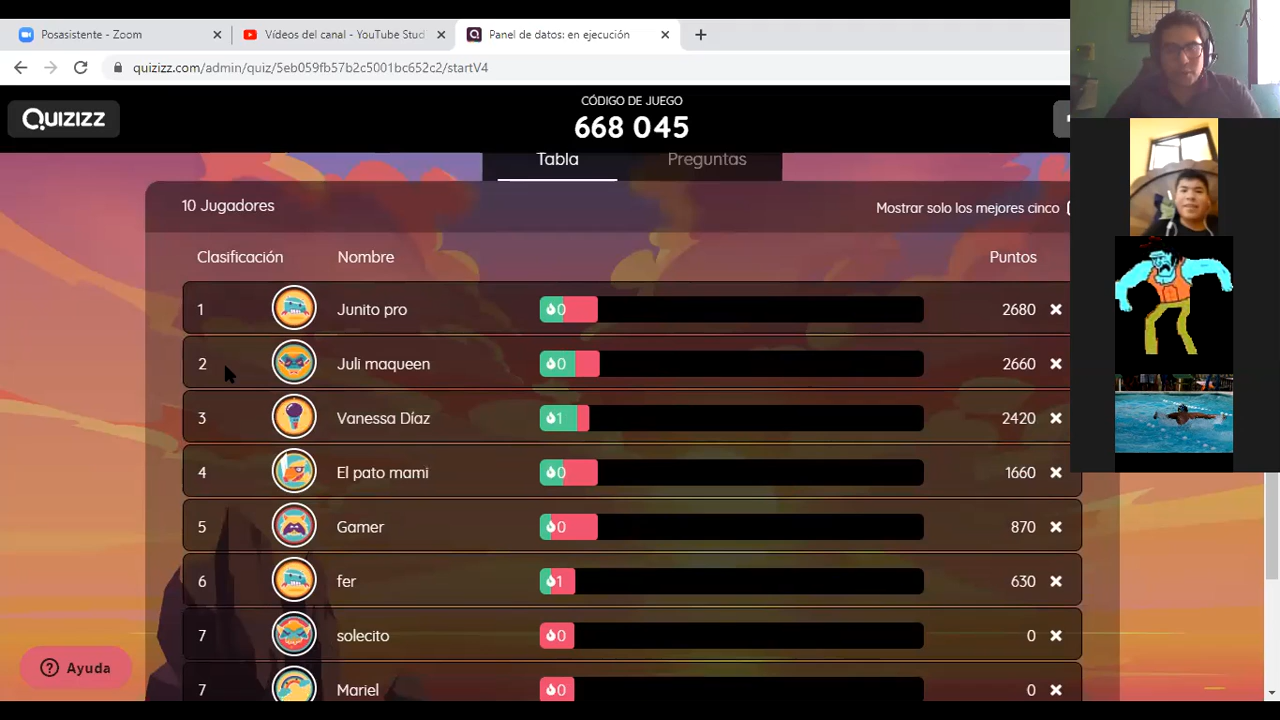 Posasistente - Zoom
Vídeos del canal - YouTube Stud
Panel de datos: en ejecución
quizizz.com/admin/quiz/5eb059fb57b2c5001bc652c2/startV4
Quizizz
CÓDIGO DE JUEGO
668 045
Tabla Preguntas
10 Jugadores
Mostrar solo los mejores cinco
Clasificación Nombre Puntos
1 Junito pro 0 2680
2 Juli maqueen 0 2660
3 Vanessa Díaz 1 2420
4 El pato mami 0 1660
5 Gamer 0 870
6 fer 1 630
7 solecito 0 0
7 Mariel 0 0
Ayuda